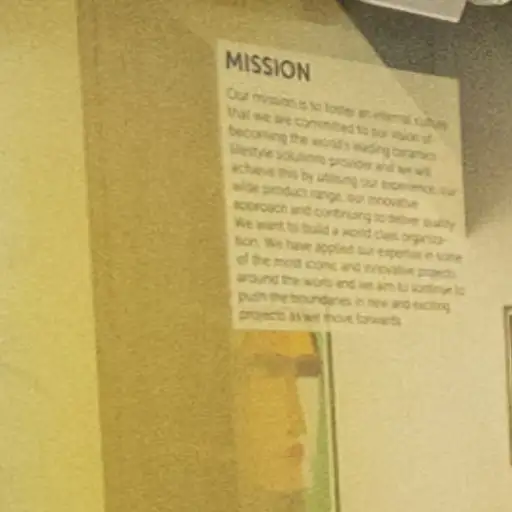 MISSION
Our mission is to foster an internal culture
that we are committed to our vision of
becoming the world's leading ceramics
lifestyle solutions provider and we will
achieve this by utilising our experience, our
wide product range, our innovative
approach and continuing to deliver quality.
We want to build a world class organiza-
tion. We have applied our expertise in some
of the most iconic and innovative projects
around the world and we aim to continue to
push the boundaries in new and exciting
projects as we move forwards